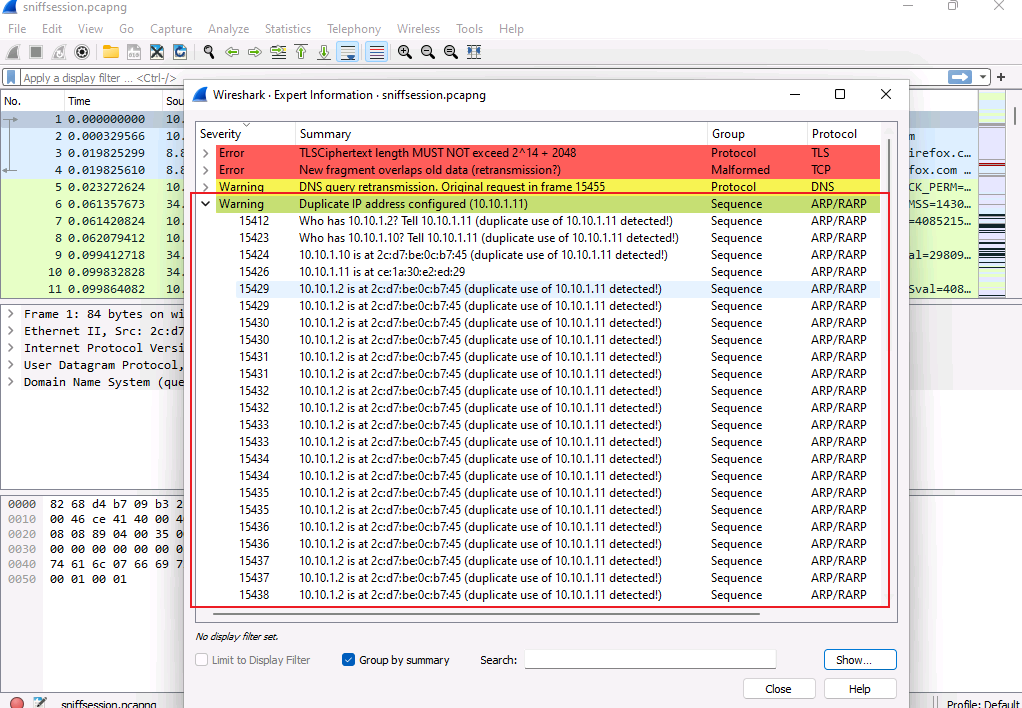 sniffsession.pcapng
File Edit View Go Capture Analyze Statistics Telephony Wireless Tools Help
Apply a display filter ... <Ctrl-/>
No. Time Sou
1 0.000000000 10.
2 0.000329566 10. m
3 0.019825299 8.8 irefox.c…
4 0.019825610 8.8 efox.com …
5 0.023272624 10. CK_PERM=…
6 0.061357673 34. MSS=1430…
7 0.061420824 10. =4085215…
8 0.062079412 10.
9 0.099412718 34. al=29809…
10 0.099832828 34.
11 0.099864082 10. Sval=408…
Wireshark · Expert Information · sniffsession.pcapng
Severity Summary Group Protocol
Error TLSCiphertext length MUST NOT exceed 2^14 + 2048 Protocol TLS
Error New fragment overlaps old data (retransmission?) Malformed TCP
Warning DNS query retransmission. Original request in frame 15455 Protocol DNS
Warning Duplicate IP address configured (10.10.1.11) Sequence ARP/RARP
15412 Who has 10.10.1.2? Tell 10.10.1.11 (duplicate use of 10.10.1.11 detected!) Sequence ARP/RARP
15423 Who has 10.10.1.10? Tell 10.10.1.11 (duplicate use of 10.10.1.11 detected!) Sequence ARP/RARP
15424 10.10.1.10 is at 2c:d7:be:0c:b7:45 (duplicate use of 10.10.1.11 detected!) Sequence ARP/RARP
15426 10.10.1.11 is at ce:1a:30:e2:ed:29 Sequence ARP/RARP
15429 10.10.1.2 is at 2c:d7:be:0c:b7:45 (duplicate use of 10.10.1.11 detected!) Sequence ARP/RARP
15429 10.10.1.2 is at 2c:d7:be:0c:b7:45 (duplicate use of 10.10.1.11 detected!) Sequence ARP/RARP
15430 10.10.1.2 is at 2c:d7:be:0c:b7:45 (duplicate use of 10.10.1.11 detected!) Sequence ARP/RARP
15430 10.10.1.2 is at 2c:d7:be:0c:b7:45 (duplicate use of 10.10.1.11 detected!) Sequence ARP/RARP
15431 10.10.1.2 is at 2c:d7:be:0c:b7:45 (duplicate use of 10.10.1.11 detected!) Sequence ARP/RARP
15431 10.10.1.2 is at 2c:d7:be:0c:b7:45 (duplicate use of 10.10.1.11 detected!) Sequence ARP/RARP
15432 10.10.1.2 is at 2c:d7:be:0c:b7:45 (duplicate use of 10.10.1.11 detected!) Sequence ARP/RARP
15432 10.10.1.2 is at 2c:d7:be:0c:b7:45 (duplicate use of 10.10.1.11 detected!) Sequence ARP/RARP
15433 10.10.1.2 is at 2c:d7:be:0c:b7:45 (duplicate use of 10.10.1.11 detected!) Sequence ARP/RARP
15433 10.10.1.2 is at 2c:d7:be:0c:b7:45 (duplicate use of 10.10.1.11 detected!) Sequence ARP/RARP
15434 10.10.1.2 is at 2c:d7:be:0c:b7:45 (duplicate use of 10.10.1.11 detected!) Sequence ARP/RARP
15434 10.10.1.2 is at 2c:d7:be:0c:b7:45 (duplicate use of 10.10.1.11 detected!) Sequence ARP/RARP
15435 10.10.1.2 is at 2c:d7:be:0c:b7:45 (duplicate use of 10.10.1.11 detected!) Sequence ARP/RARP
15435 10.10.1.2 is at 2c:d7:be:0c:b7:45 (duplicate use of 10.10.1.11 detected!) Sequence ARP/RARP
15436 10.10.1.2 is at 2c:d7:be:0c:b7:45 (duplicate use of 10.10.1.11 detected!) Sequence ARP/RARP
15436 10.10.1.2 is at 2c:d7:be:0c:b7:45 (duplicate use of 10.10.1.11 detected!) Sequence ARP/RARP
15437 10.10.1.2 is at 2c:d7:be:0c:b7:45 (duplicate use of 10.10.1.11 detected!) Sequence ARP/RARP
15437 10.10.1.2 is at 2c:d7:be:0c:b7:45 (duplicate use of 10.10.1.11 detected!) Sequence ARP/RARP
15438 10.10.1.2 is at 2c:d7:be:0c:b7:45 (duplicate use of 10.10.1.11 detected!) Sequence ARP/RARP
No display filter set.
Limit to Display Filter Group by summary Search: Show...
Close Help
Frame 1: 84 bytes on wi
Ethernet II, Src: 2c:d7
Internet Protocol Versi
User Datagram Protocol,
Domain Name System (que
0000 82 68 d4 b7 09 b3 2
0010 00 46 ce 41 40 00 4
0020 08 08 89 04 00 35 0
0030 00 00 00 00 00 00 0
0040 74 61 6c 07 66 69 7
0050 00 01 00 01
sniffsession.pcapng Profile: Default